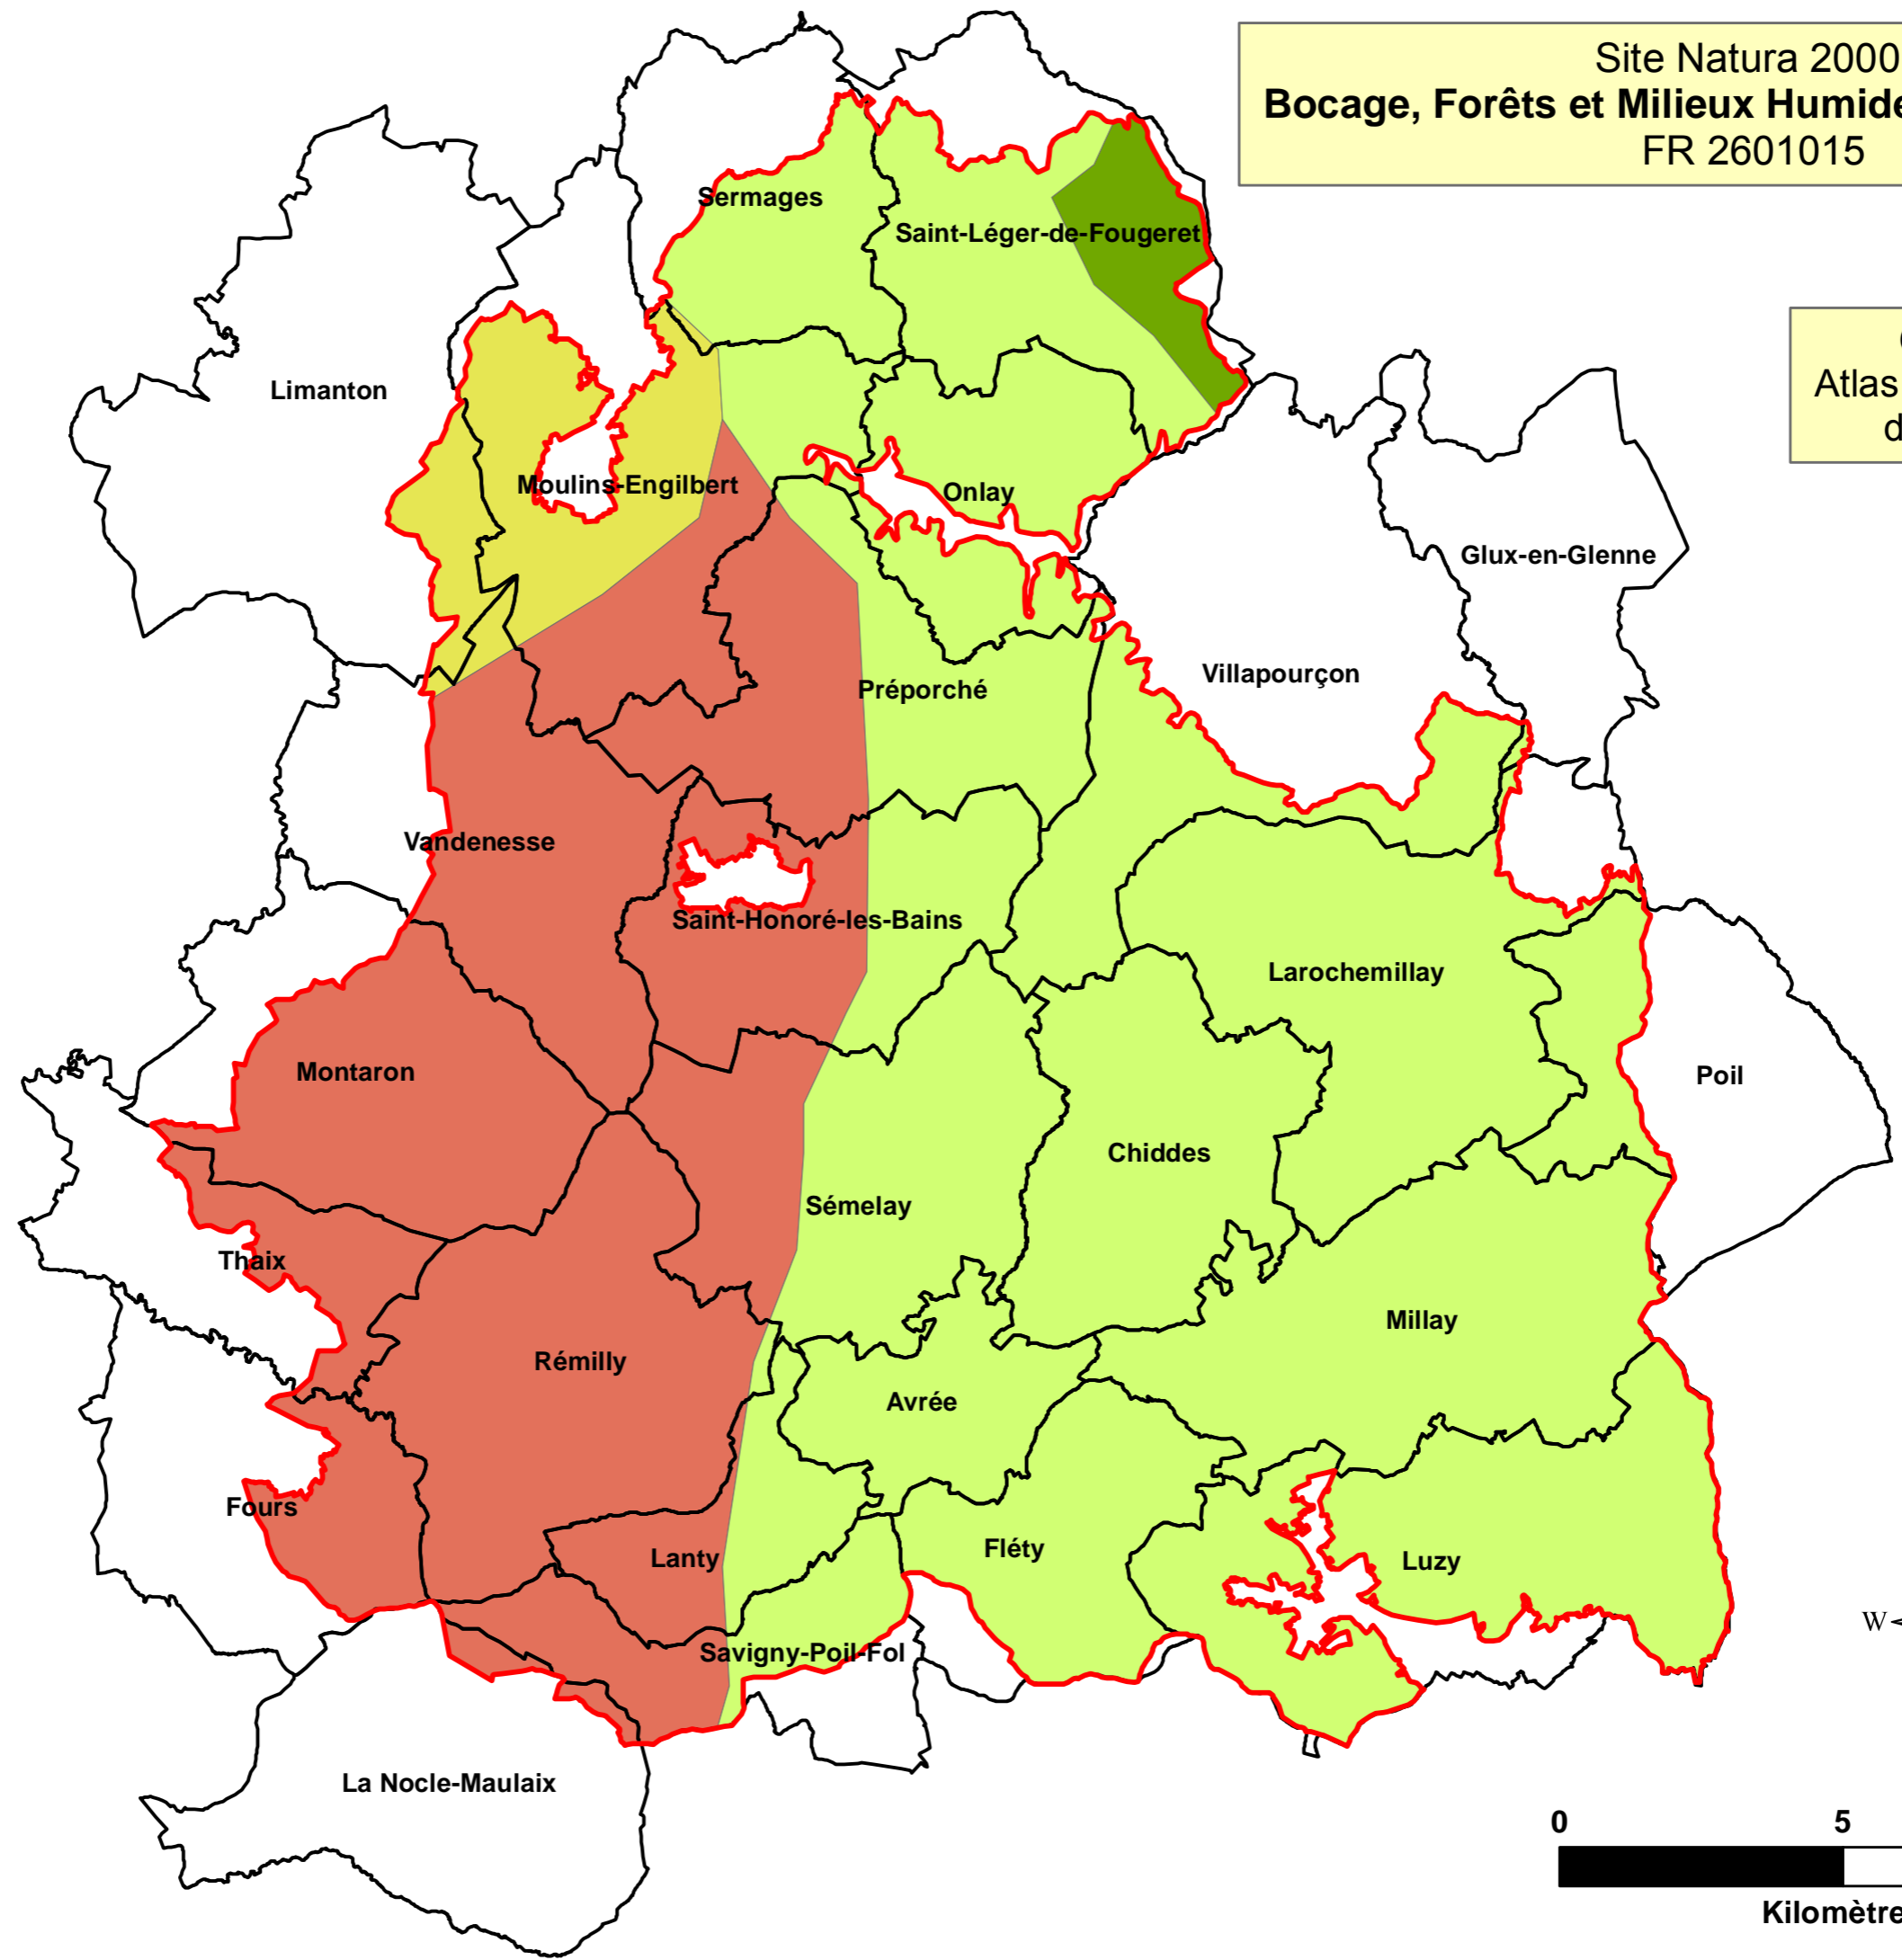 Site Natura 2000
Bocage, Forêts et Milieux Humide
FR 2601015
Atlas
Sermages
Saint-Léger-de-Fougeret
Limanton
Moulins-Engilbert
Onlay
Glux-en-Glenne
Villapourçon
Préporché
Vandenesse
Saint-Honoré-les-Bains
Larochemillay
Montaron
Poil
Chiddes
Sémelay
Thaix
Millay
Rémilly
Avrée
Fours
Lanty
Fléty
Luzy
W
Savigny-Poil-Fol
La Nocle-Maulaix
0 5
Kilomètre